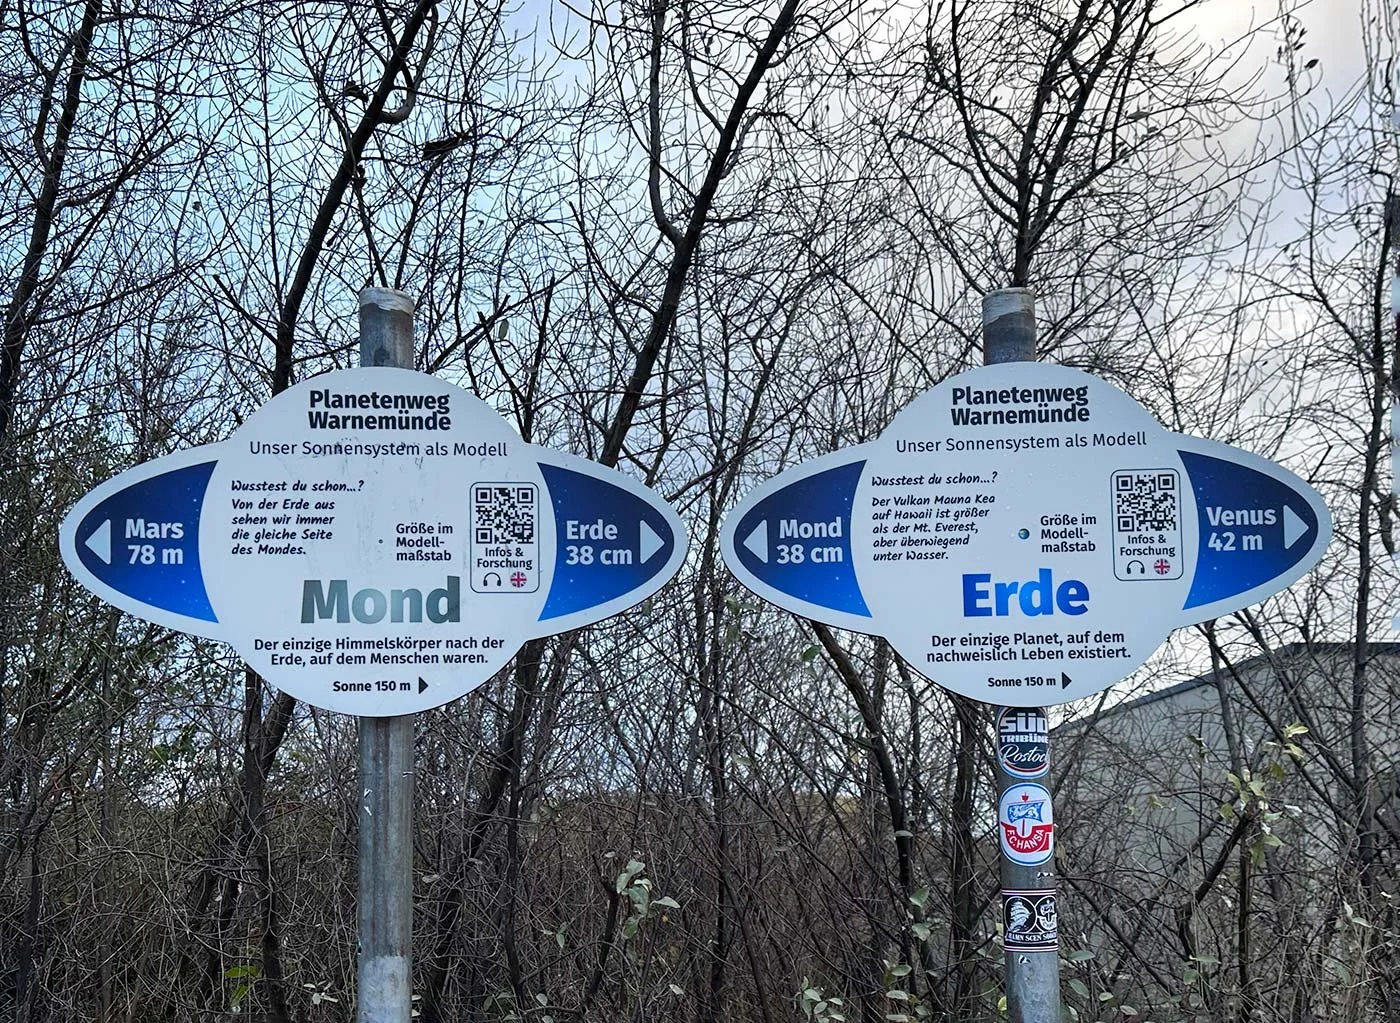 Planetenweg
Warnemünde
Unser Sonnensystem als Modell
Wusstest du schon...?
Von der Erde aus
sehen wir immer
die gleiche Seite
des Mondes.
Mars
78 m
Größe im
Modell-
maßstab
Infos &
Forschung
Erde
38 cm
Mond
Der einzige Himmelskörper nach der
Erde, auf dem Menschen waren.
Sonne 150 m
Planetenweg
Warnemünde
Unser Sonnensystem als Modell
Wusstest du schon...?
Der Vulkan Mauna Kea
auf Hawaii ist größer
als der Mt. Everest,
aber überwiegend
unter Wasser.
Mond
38 cm
Größe im
Modell-
maßstab
Infos &
Forschung
Venus
42 m
Erde
Der einzige Planet, auf dem
nachweislich Leben existiert.
Sonne 150 m
SÜD
TRIBÜNE
Rostock
F.C. HANSA